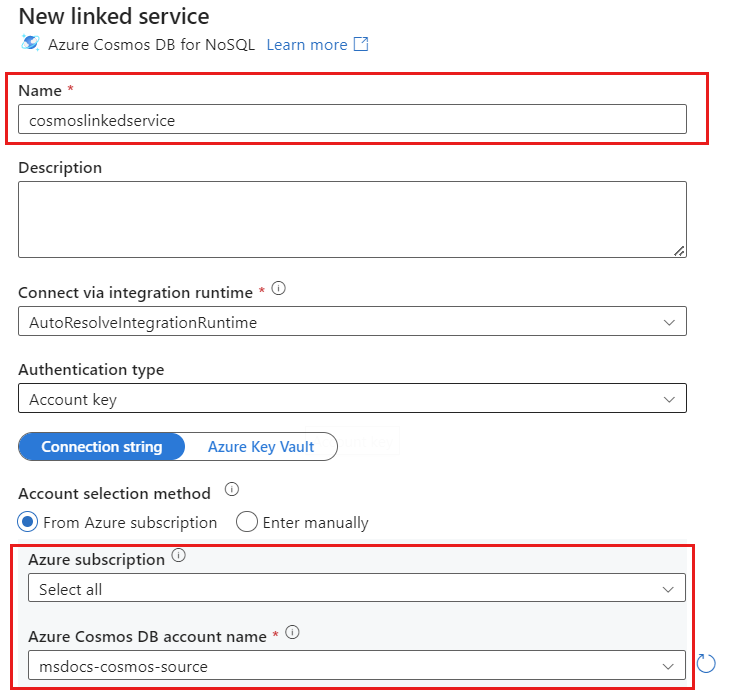 New linked service
Azure Cosmos DB for NoSQL Learn more
Name *
cosmoslinkedservice
Description
Connect via integration runtime *
AutoResolveIntegrationRuntime
Authentication type
Account key
Connection string Azure Key Vault
Account selection method
From Azure subscription Enter manually
Azure subscription
Select all
Azure Cosmos DB account name *
msdocs-cosmos-source